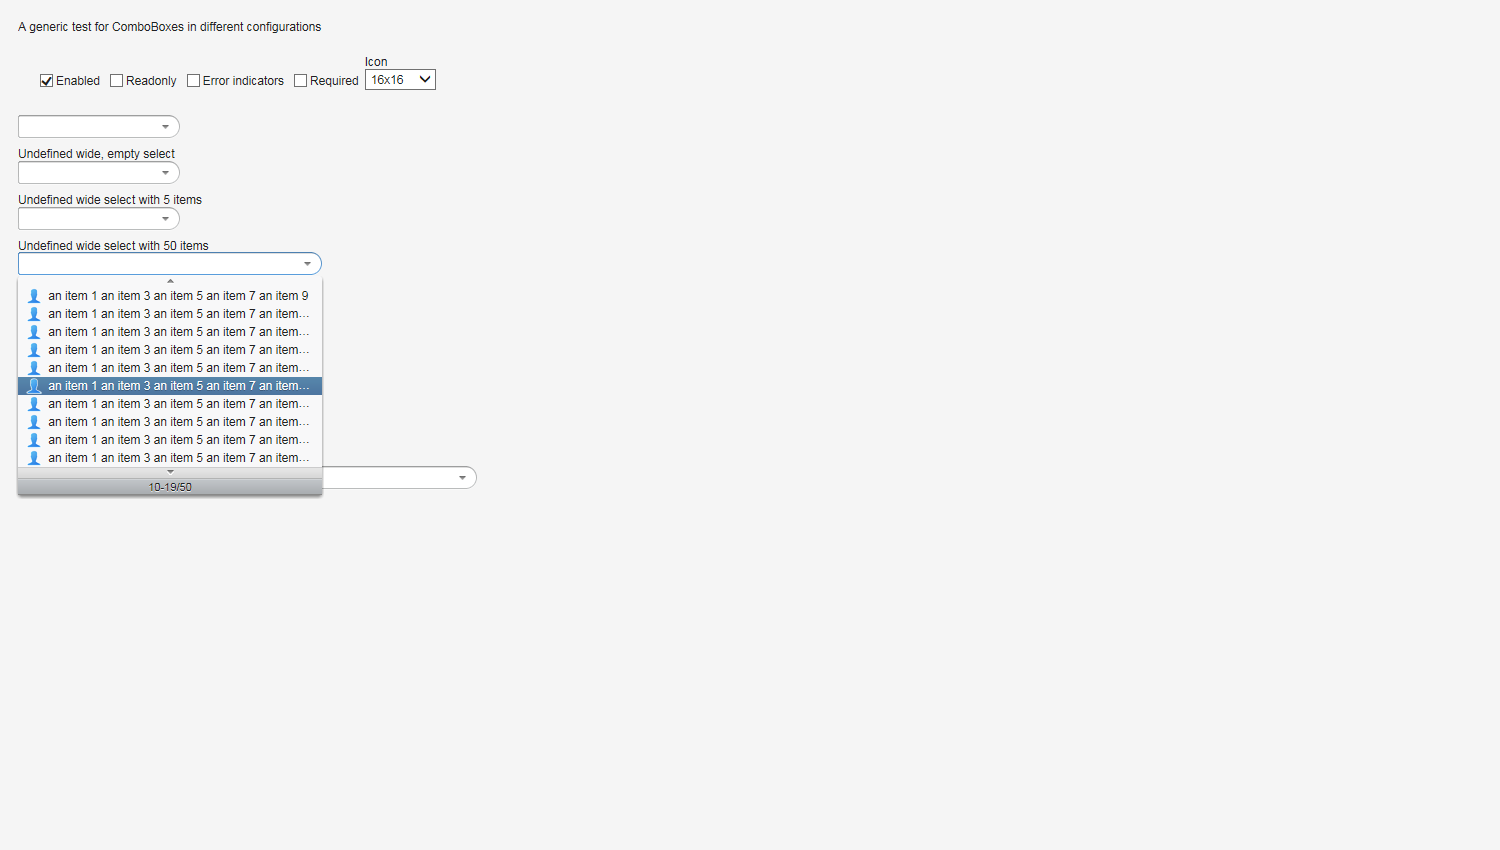 A generic test for ComboBoxes in different configurations
Icon
Enabled Readonly Error indicators Required 16x16
Undefined wide, empty select
Undefined wide select with 5 items
Undefined wide select with 50 items
an item 1 an item 3 an item 5 an item 7 an item 9
an item 1 an item 3 an item 5 an item 7 an item...
an item 1 an item 3 an item 5 an item 7 an item...
an item 1 an item 3 an item 5 an item 7 an item...
an item 1 an item 3 an item 5 an item 7 an item...
an item 1 an item 3 an item 5 an item 7 an item...
an item 1 an item 3 an item 5 an item 7 an item...
an item 1 an item 3 an item 5 an item 7 an item...
an item 1 an item 3 an item 5 an item 7 an item...
an item 1 an item 3 an item 5 an item 7 an item...
10-19/50